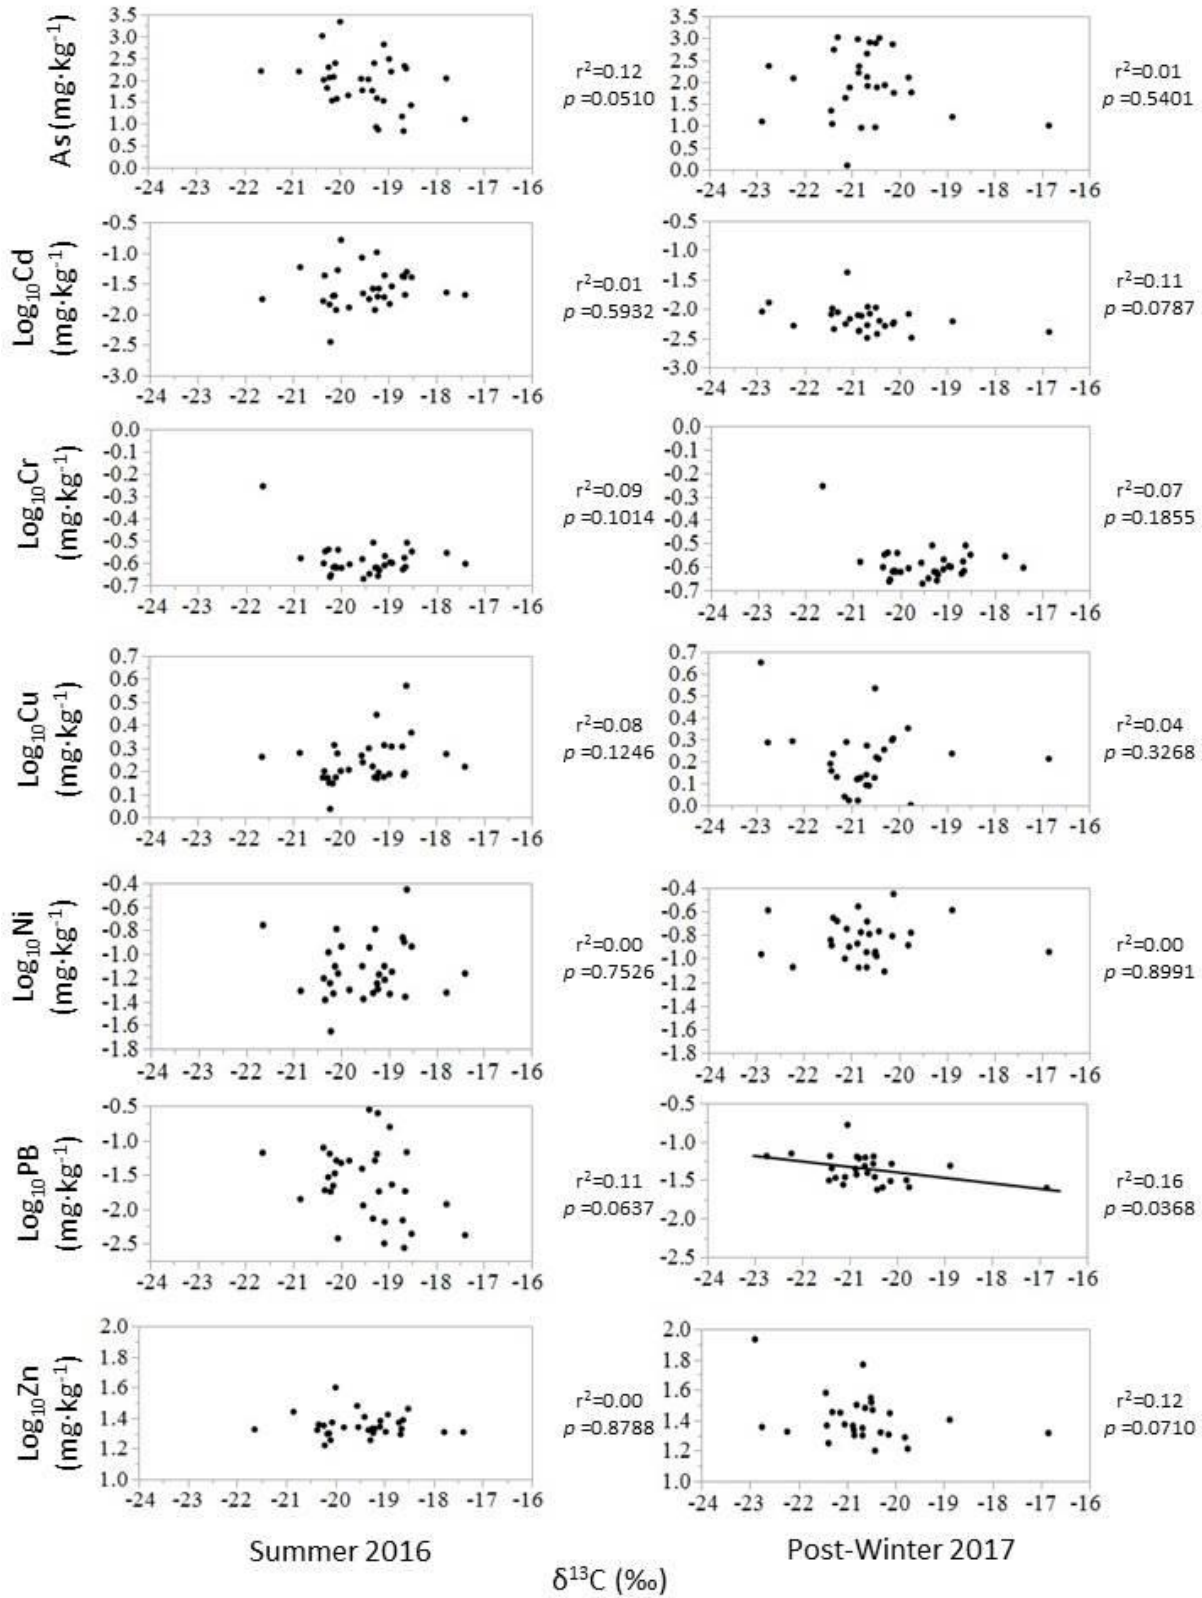 As (mg·kg⁻¹)
3.5
3.0
2.5
2.0
1.5
1.0
0.5
0.0
-24 -22 -21 -20 -19 -18 -17 -16
r²=0.12
p=0.0510
3.5
3.0
2.5
2.0
1.5
1.0
0.5
0.0
-24 -23 -22 -21 -20 -19 -18 -17 -16
r²=0.01
p=0.5401
Log₁₀Cd
(mg·kg⁻¹)
-0.5
-1.0
-1.5
-2.0
-2.5
-3.0
-24 -22 -21 -20 -19 -18 -17 -16
r²=0.01
p=0.5932
-0.5
-1.0
-1.5
-2.0
-2.5
-3.0
-24 -23 -22 -21 -20 -19 -18 -17 -16
r²=0.11
p=0.0787
Log₁₀Cr
(mg·kg⁻¹)
0.0
-0.1
-0.2
-0.3
-0.4
-0.5
-0.6
-0.7
-24 -22 -21 -20 -19 -18 -17 -16
r²=0.09
p=0.1014
0.0
-0.1
-0.2
-0.3
-0.4
-0.5
-0.6
-0.7
-24 -22 -21 -20 -19 -18 -17 -16
r²=0.07
p=0.1855
Log₁₀Cu
(mg·kg⁻¹)
0.7
0.6
0.5
0.4
0.3
0.2
0.1
0.0
-24 -22 -21 -20 -19 -18 -17 -16
r²=0.08
p=0.1246
0.7
0.6
0.5
0.4
0.3
0.2
0.1
0.0
-24 -23 -22 -21 -20 -19 -18 -17 -16
r²=0.04
p=0.3268
Log₁₀Ni
(mg·kg⁻¹)
-0.4
-0.6
-0.8
-1.0
-1.2
-1.4
-1.6
-1.8
-24 -22 -21 -20 -19 -18 -17 -16
r²=0.00
p=0.7526
-0.4
-0.6
-0.8
-1.0
-1.2
-1.4
-1.6
-1.8
-24 -23 -22 -21 -20 -19 -18 -17 -16
r²=0.00
p=0.8991
Log₁₀PB
(mg·kg⁻¹)
-0.5
-1.0
-1.5
-2.0
-2.5
-24 -22 -21 -20 -19 -18 -17 -16
r²=0.11
p=0.0637
-0.5
-1.0
-1.5
-2.0
-2.5
-24 -23 -22 -21 -20 -19 -18 -17 -16
r²=0.16
p=0.0368
Log₁₀Zn
(mg·kg⁻¹)
2.0
1.8
1.6
1.4
1.2
1.0
-24 -22 -21 -20 -19 -18 -17 -16
r²=0.00
p=0.8788
2.0
1.8
1.6
1.4
1.2
1.0
-24 -23 -22 -21 -20 -19 -18 -17 -16
r²=0.12
p=0.0710
Summer 2016
Post-Winter 2017
δ¹³C (‰)